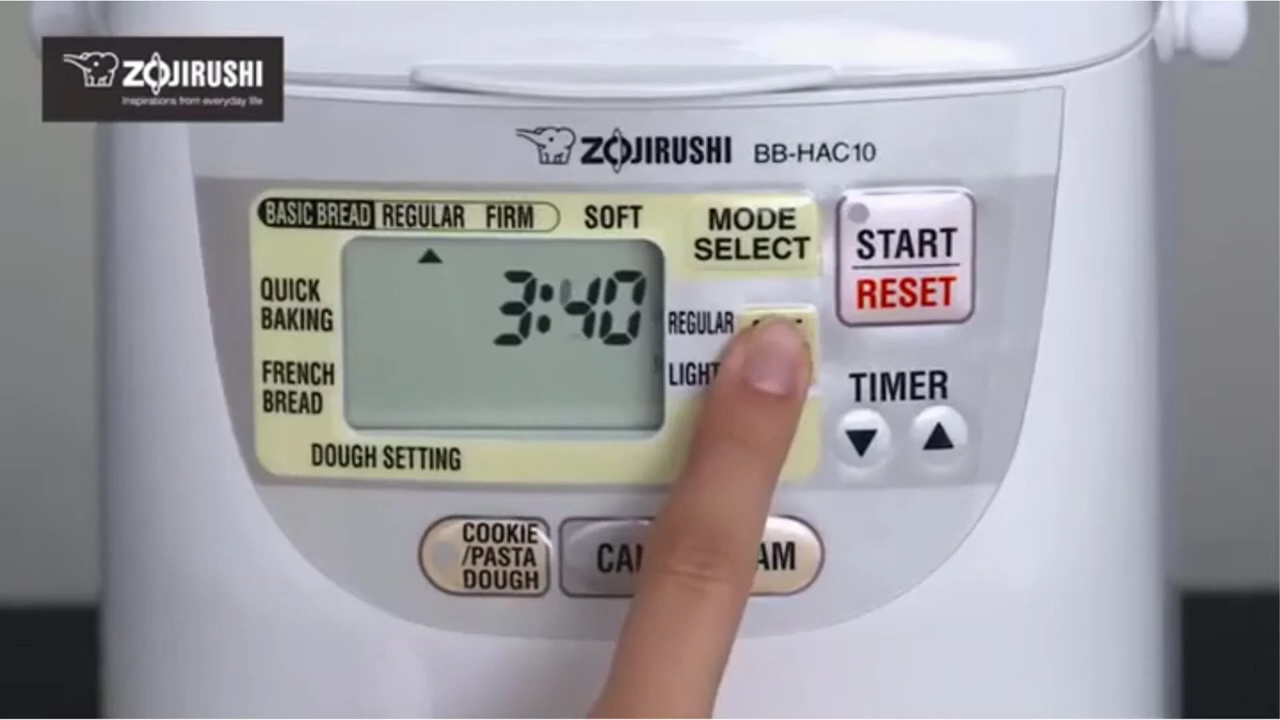 ZOJIRUSHI
Inspirations from everyday life
ZOJIRUSHI BB-HAC10
BASIC BREAD REGULAR FIRM SOFT
MODE
SELECT
START
RESET
QUICK
BAKING
3:40
REGULAR
LIGHT
FRENCH
BREAD
TIMER
DOUGH SETTING
COOKIE
/PASTA
DOUGH